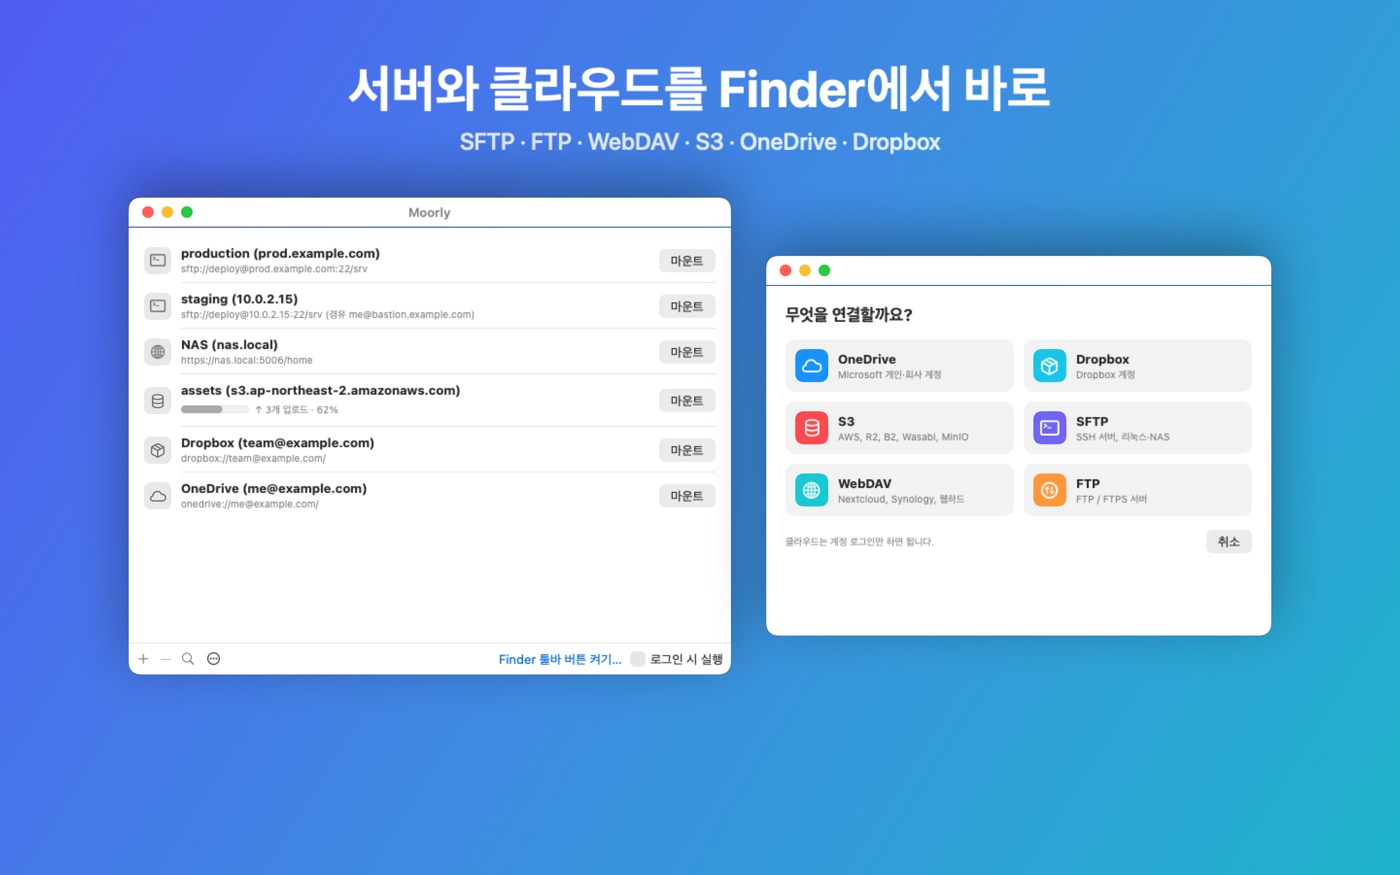 서버와 클라우드를 Finder에서 바로
SFTP · FTP · WebDAV · S3 · OneDrive · Dropbox
Moorly
production (prod.example.com)
sftp://deploy@prod.example.com:22/srv
마운트
staging (10.0.2.15)
sftp://deploy@10.0.2.15:22/srv (경유 me@bastion.example.com)
마운트
NAS (nas.local)
https://nas.local:5006/home
마운트
assets (s3.ap-northeast-2.amazonaws.com)
↑ 3개 업로드 · 62%
마운트
Dropbox (team@example.com)
dropbox://team@example.com/
마운트
OneDrive (me@example.com)
onedrive://me@example.com/
마운트
Finder 툴바 버튼 켜기...
로그인 시 실행
무엇을 연결할까요?
OneDrive
Microsoft 개인·회사 계정
Dropbox
Dropbox 계정
S3
AWS, R2, B2, Wasabi, MinIO
SFTP
SSH 서버, 리눅스·NAS
WebDAV
Nextcloud, Synology, 웹하드
FTP
FTP / FTPS 서버
클라우드는 계정 로그인만 하면 됩니다.
취소